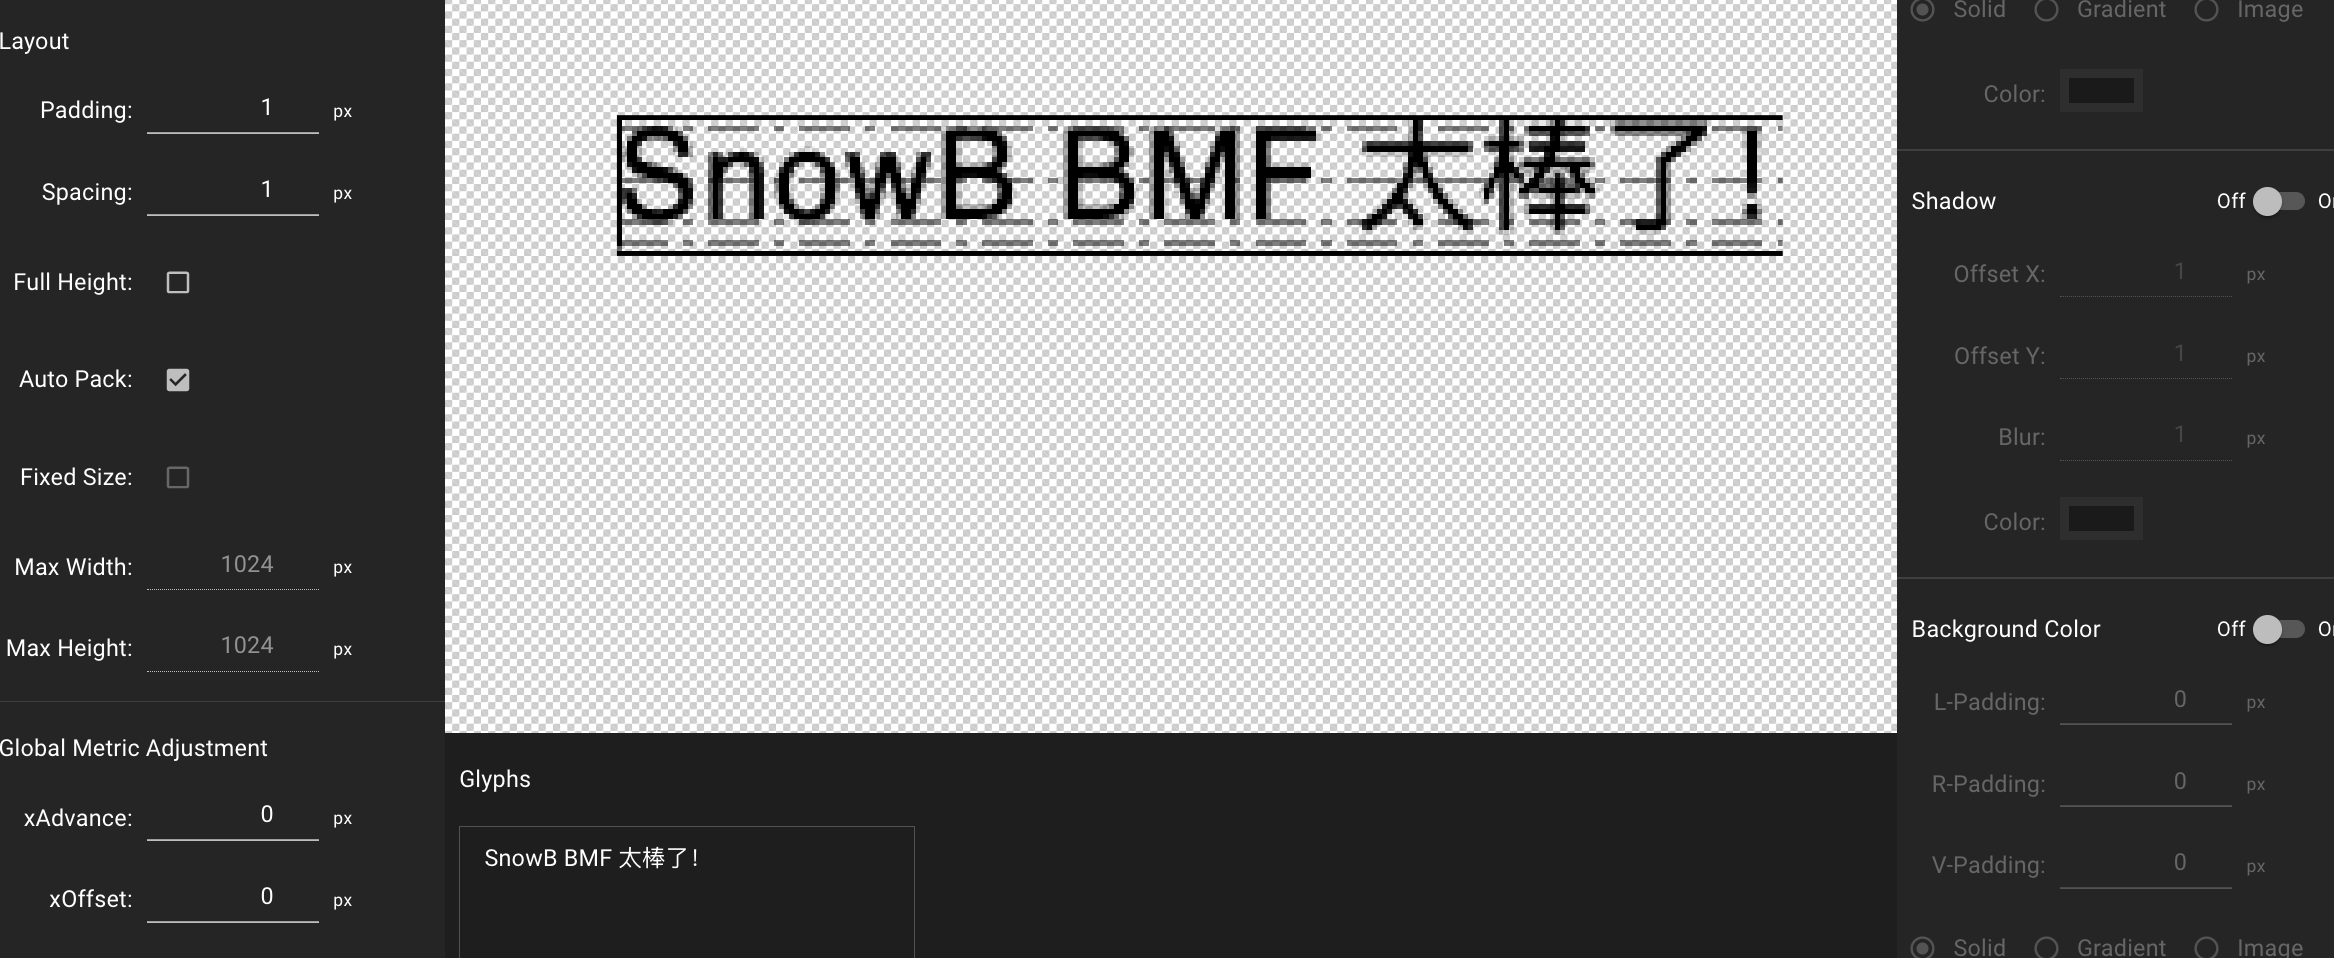 Layout
Padding: 1 px
Spacing: 1 px
Full Height:
Auto Pack:
Fixed Size:
Max Width: 1024 px
Max Height: 1024 px
Global Metric Adjustment
xAdvance: 0 px
xOffset: 0 px
SnowB BMF 太棒了!
Glyphs
SnowB BMF 太棒了!
Solid Gradient Image
Color:
Shadow Off
Offset X: 1 px
Offset Y: 1 px
Blur: 1 px
Color:
Background Color Off
L-Padding: 0 px
R-Padding: 0 px
V-Padding: 0 px
Solid Gradient Image